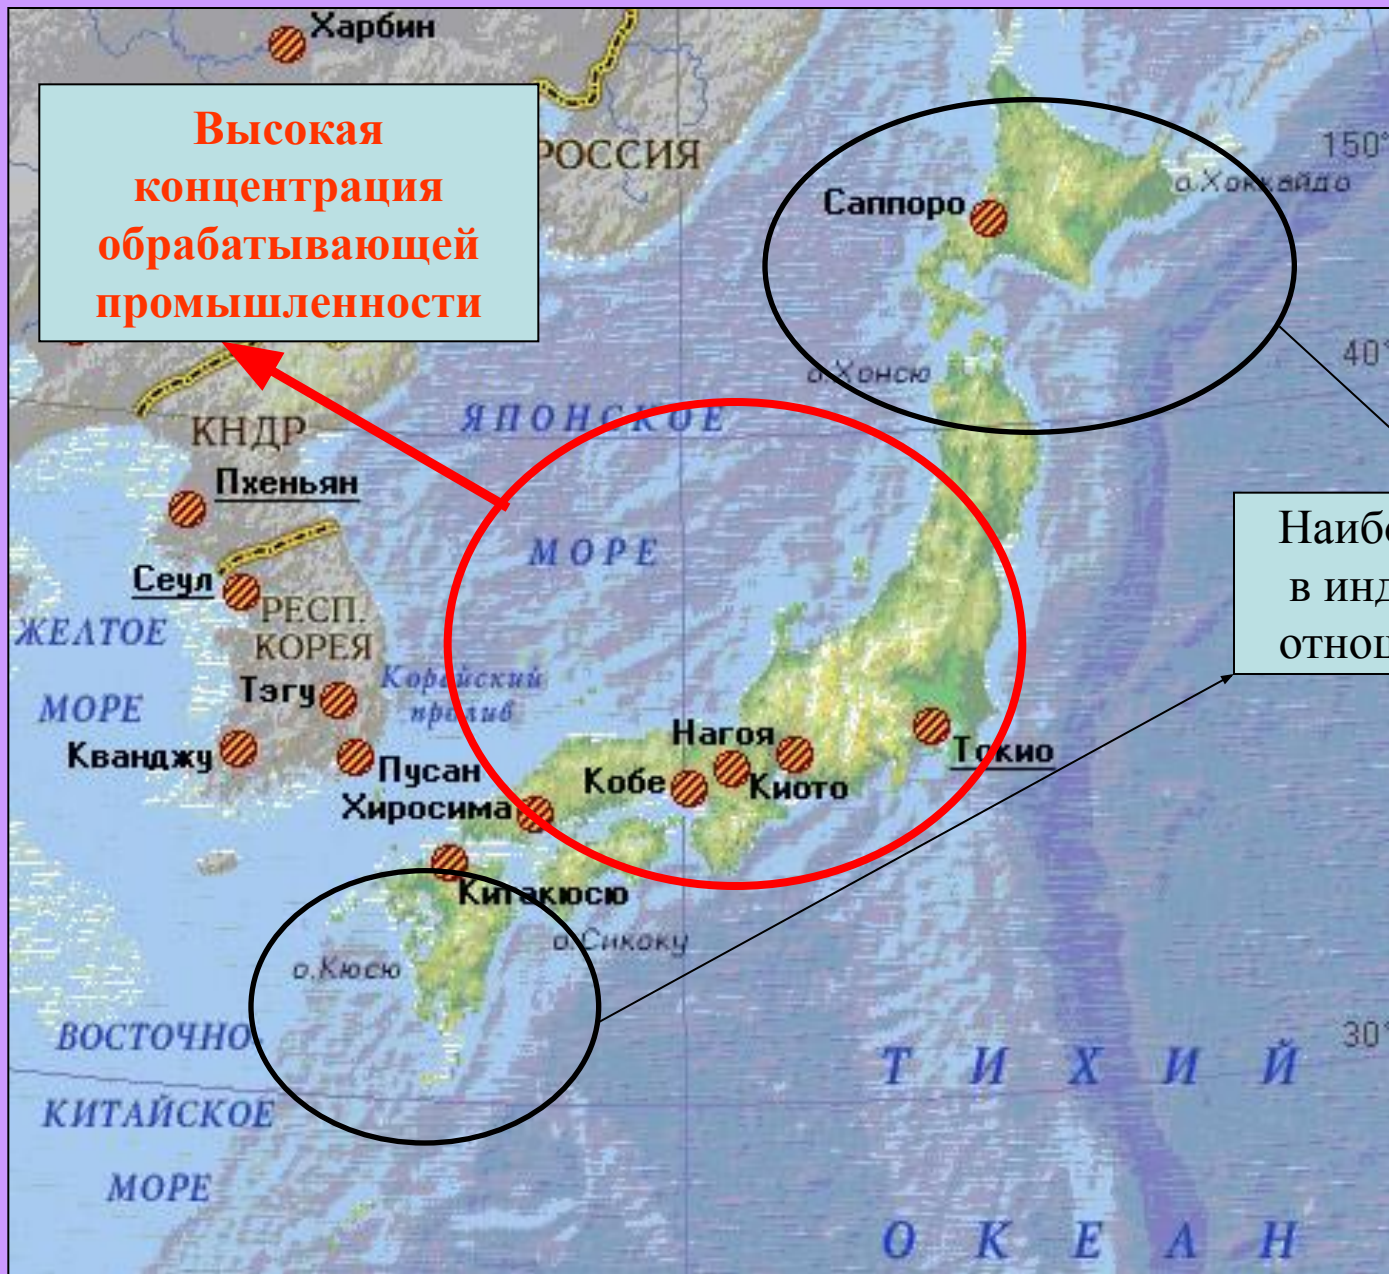 Харбин
Высокая
концентрация
обрабатывающей
промышленности
РОССИЯ
150°
о.Хоккайдо
Саппоро
40°
о.Хонсю
ЯПОНСКОЕ
МОРЕ
КНДР
Пхеньян
в
Сеул
ЖЕЛТОЕ
МОРЕ
РЕСП.
КОРЕЯ
Корейский
пролив
Тэгу
Кванджу
Пусан
Нагоя
Токио
Кобе
Киото
Хиросима
Китакюсю
о.Сикоку
о.Кюсю
ВОСТОЧНО-
КИТАЙСКОЕ
МОРЕ
30°
ТИХИЙ
ОКЕАН